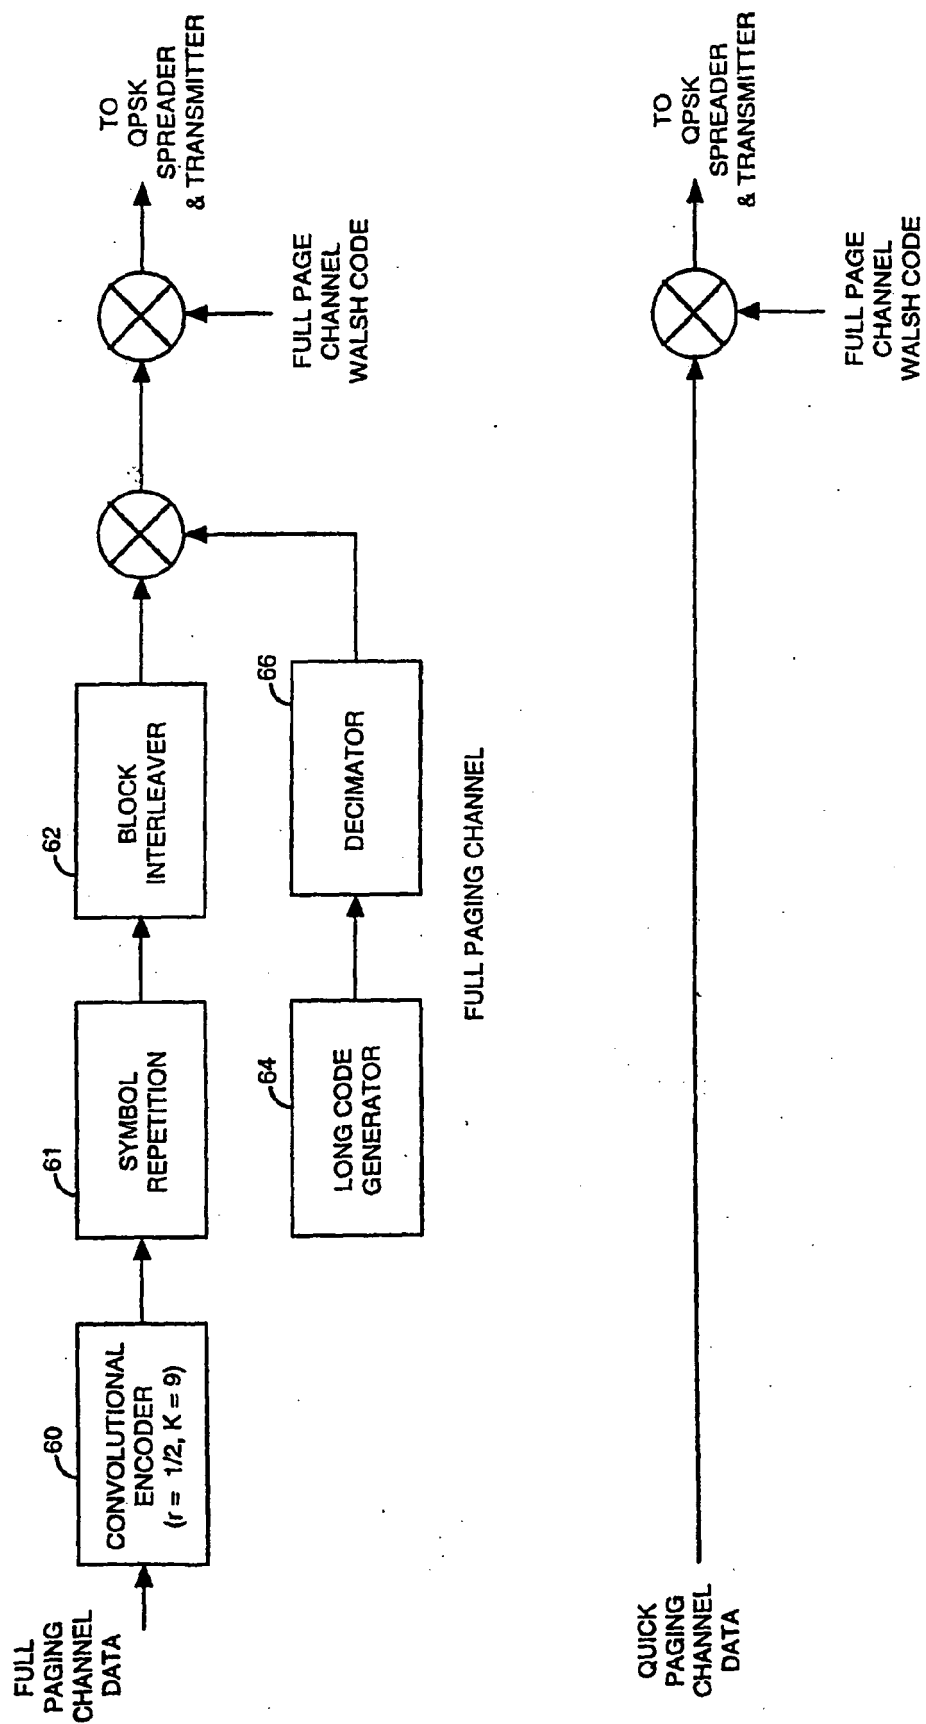 FULL
PAGING
CHANNEL
DATA
60
CONVOLUTIONAL
ENCODER
(r = 1/2, K = 9)
61
SYMBOL
REPETITION
62
BLOCK
INTERLEAVER
64
LONG CODE
GENERATOR
66
DECIMATOR
FULL PAGE
CHANNEL
WALSH CODE
TO
QPSK
SPREADER
& TRANSMITTER
FULL PAGING CHANNEL
QUICK
PAGING
CHANNEL
DATA
FULL PAGE
CHANNEL
WALSH CODE
TO
QPSK
SPREADER
& TRANSMITTER